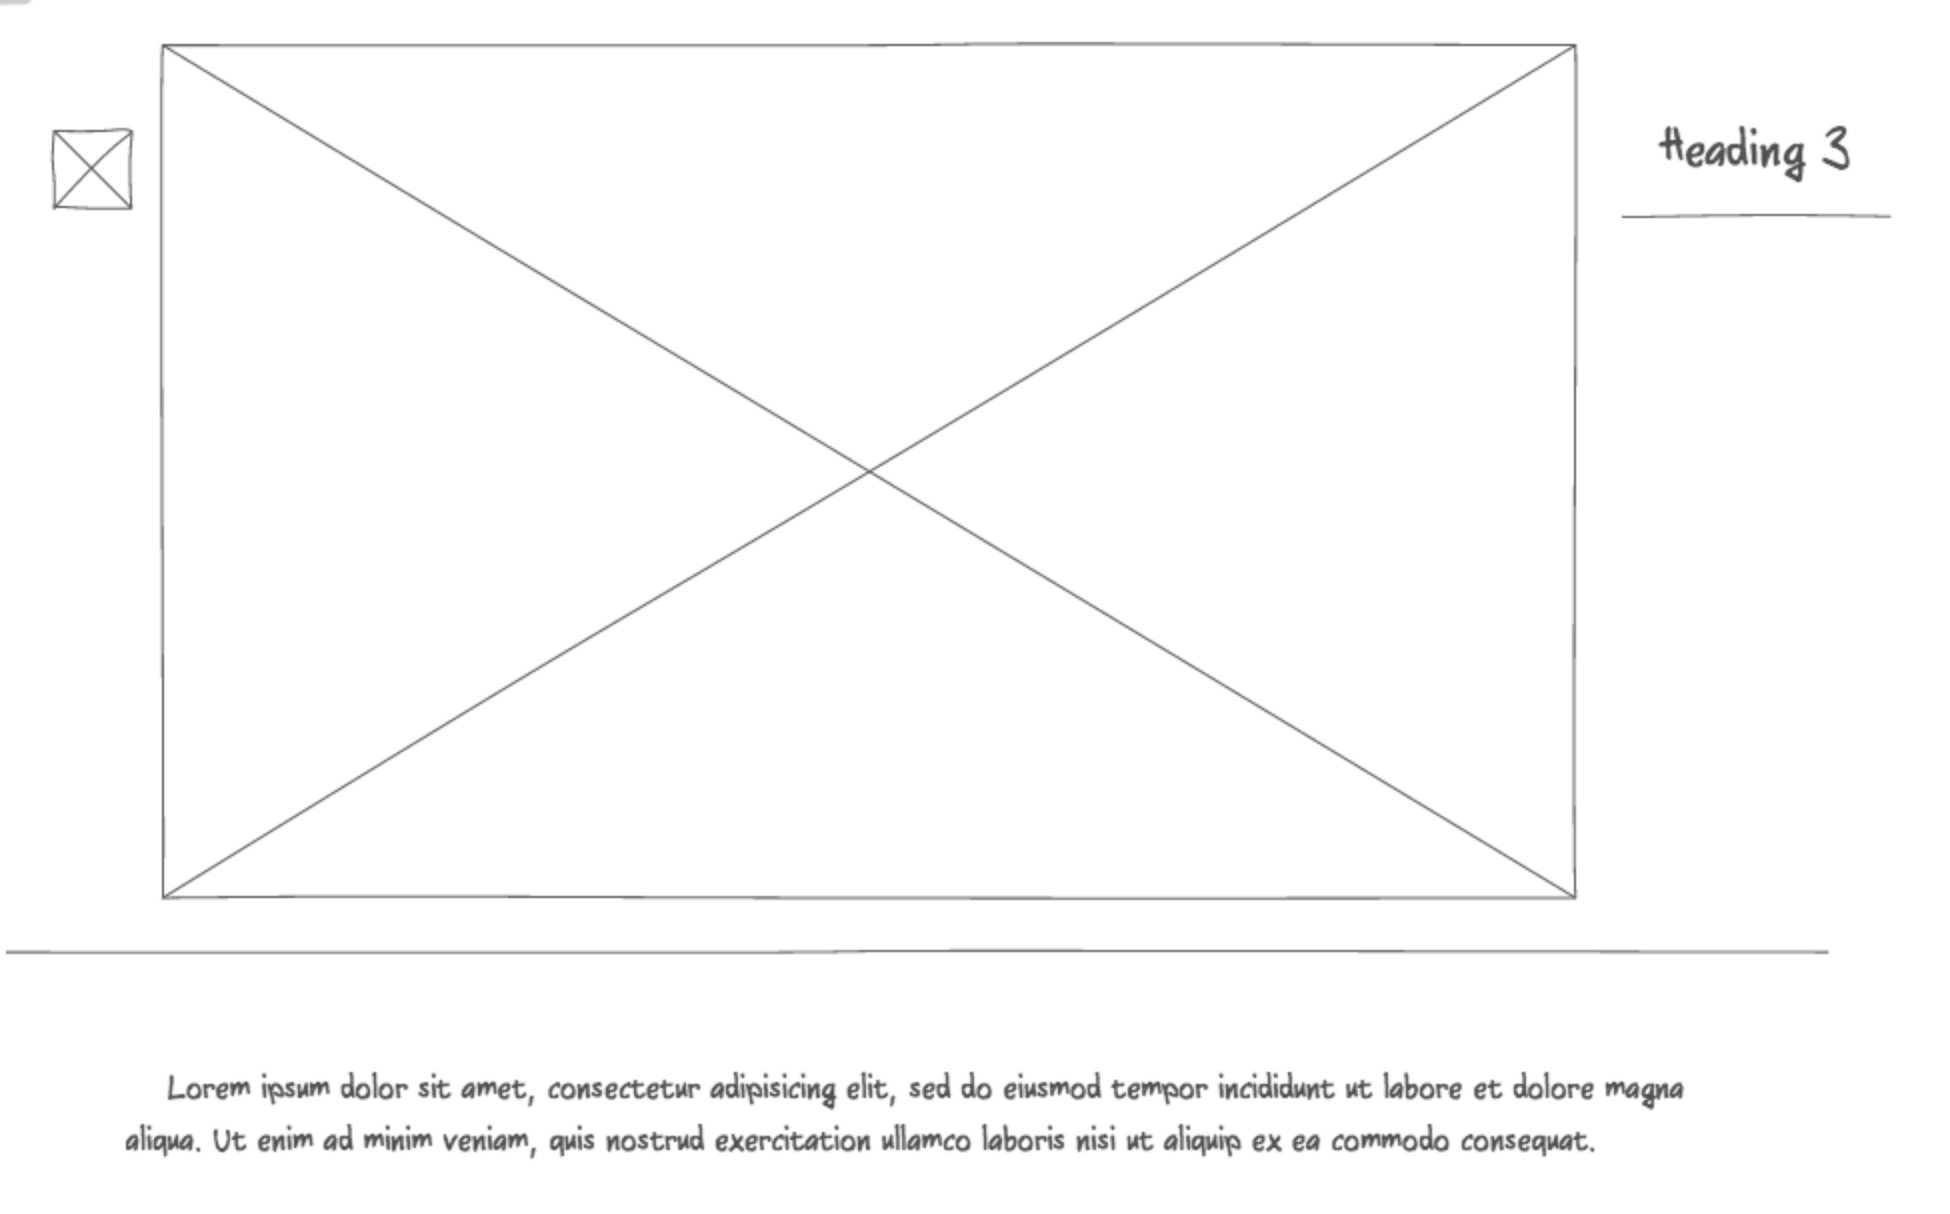 Heading 3
Lorem ipsum dolor sit amet, consectetur adipisicing elit, sed do eiusmod tempor incididunt ut labore et dolore magna
aliqua. Ut enim ad minim veniam, quis nostrud exercitation ullamco laboris nisi ut aliquip ex ea commodo consequat.